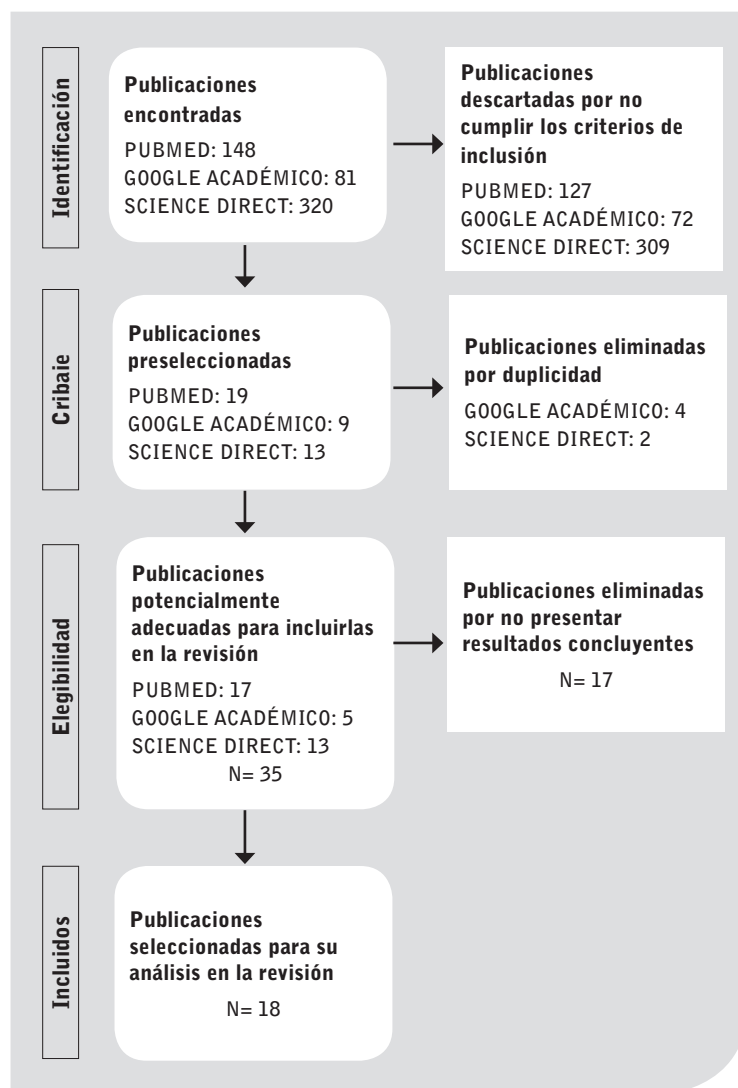 Identificación
Publicaciones
encontradas
PUBMED: 148
GOOGLE ACADÉMICO: 81
SCIENCE DIRECT: 320
Publicaciones
descartadas por no
cumplir los criterios de
inclusión
PUBMED: 127
GOOGLE ACADÉMICO: 72
SCIENCE DIRECT: 309
Cribaie
Publicaciones
preseleccionadas
PUBMED: 19
GOOGLE ACADÉMICO: 9
SCIENCE DIRECT: 13
Publicaciones eliminadas
por duplicidad
GOOGLE ACADÉMICO: 4
SCIENCE DIRECT: 2
Elegibilidad
Publicaciones
potencialmente
adecuadas para incluirlas
en la revisión
PUBMED: 17
GOOGLE ACADÉMICO: 5
SCIENCE DIRECT: 13
N= 35
Publicaciones eliminadas
por no presentar
resultados concluyentes
N= 17
Incluidos
Publicaciones
seleccionadas para su
análisis en la revisión
N= 18